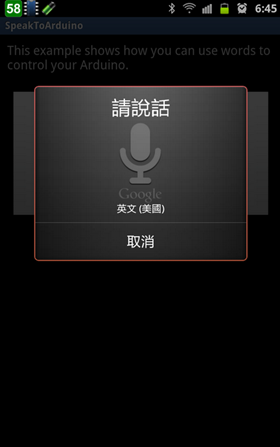 58
6:45
SpeakToArduino
This example shows how you can use words to
control your Arduino.
請說話
Google
英文 (美國)
取消